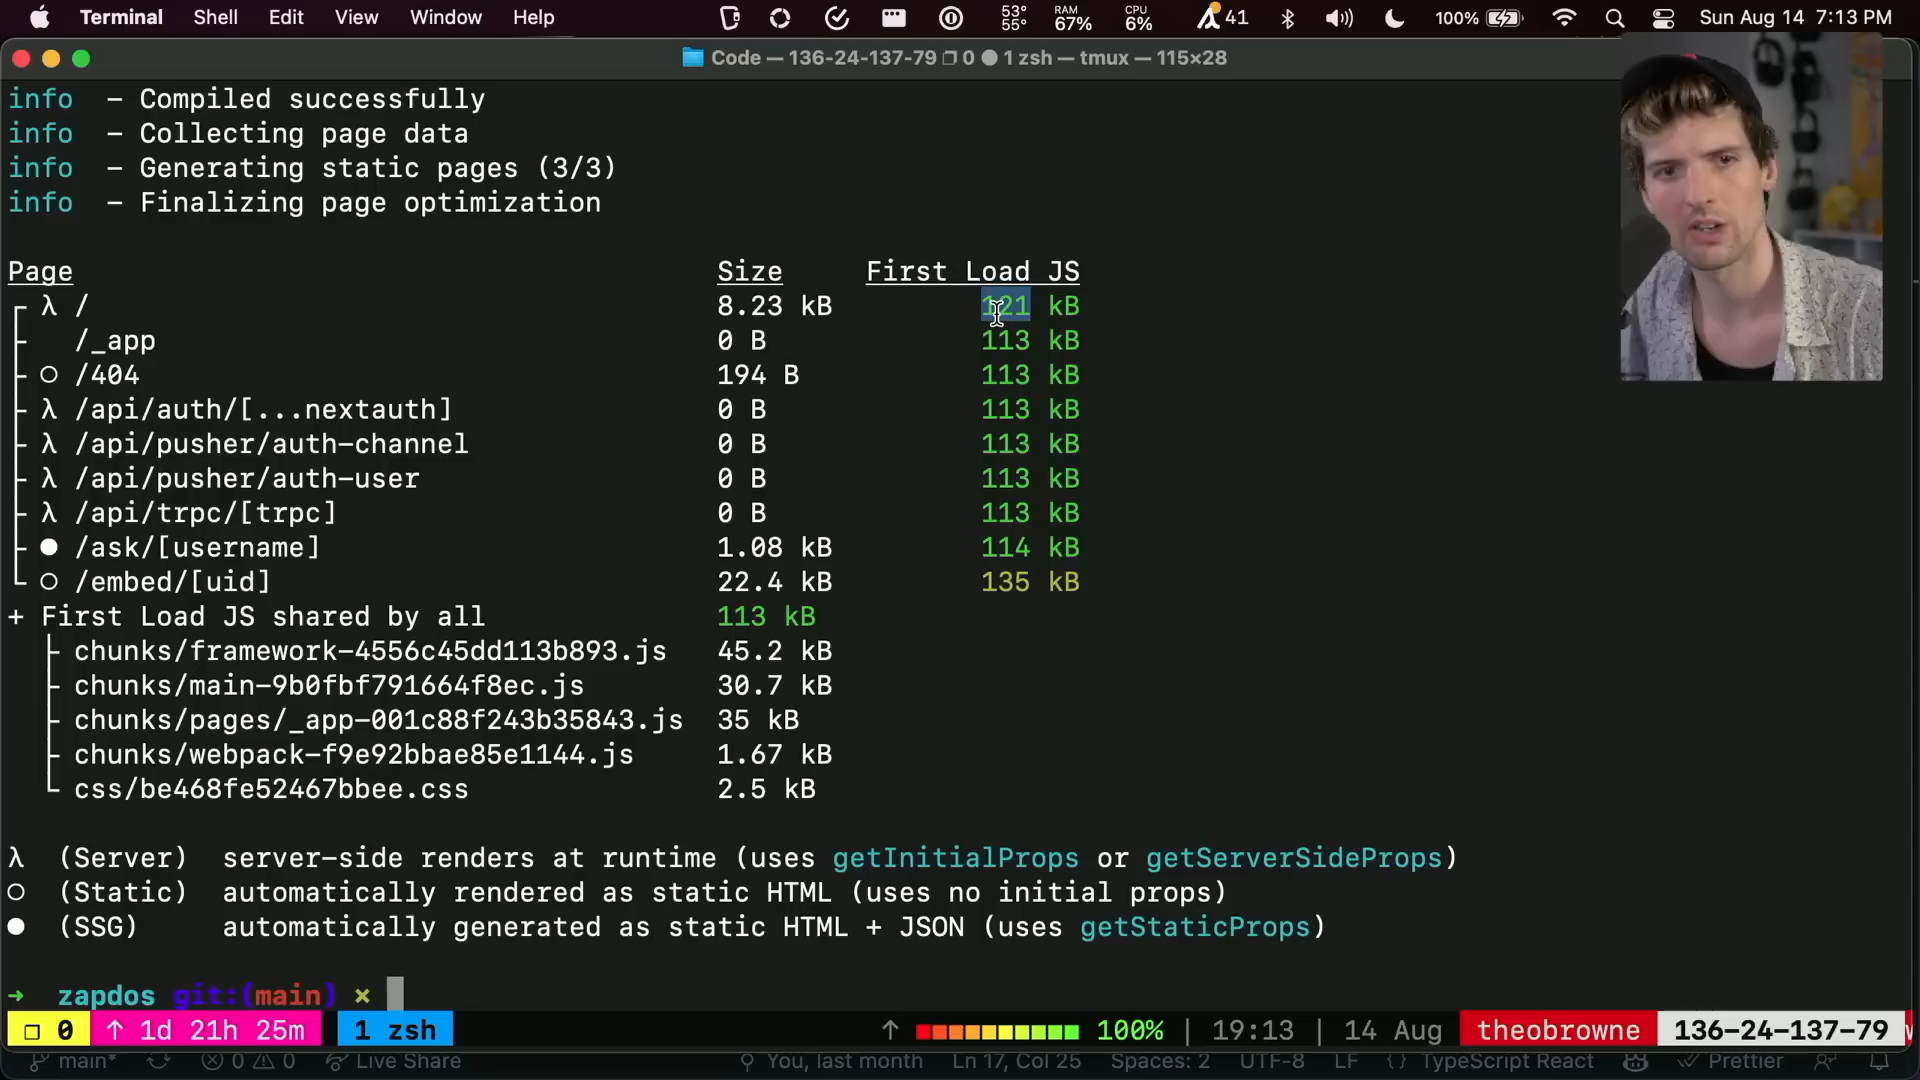 Terminal Shell Edit View Window Help 53° 55° RAM 67% CPU 6% 41 100% Sun Aug 14 7:13 PM
Code — 136-24-137-79 0 1 zsh — tmux — 115×28
info – Compiled successfully
info – Collecting page data
info – Generating static pages (3/3)
info – Finalizing page optimization
Page Size First Load JS
┌ λ / 8.23 kB 121 kB
├ /_app 0 B 113 kB
├ ○ /404 194 B 113 kB
├ λ /api/auth/[...nextauth] 0 B 113 kB
├ λ /api/pusher/auth-channel 0 B 113 kB
├ λ /api/pusher/auth-user 0 B 113 kB
├ λ /api/trpc/[trpc] 0 B 113 kB
├ ● /ask/[username] 1.08 kB 114 kB
└ ○ /embed/[uid] 22.4 kB 135 kB
+ First Load JS shared by all 113 kB
├ chunks/framework-4556c45dd113b893.js 45.2 kB
├ chunks/main-9b0fbf791664f8ec.js 30.7 kB
├ chunks/pages/_app-001c88f243b35843.js 35 kB
├ chunks/webpack-f9e92bbae85e1144.js 1.67 kB
└ css/be468fe52467bbee.css 2.5 kB
λ (Server) server-side renders at runtime (uses getInitialProps or getServerSideProps)
○ (Static) automatically rendered as static HTML (uses no initial props)
● (SSG) automatically generated as static HTML + JSON (uses getStaticProps)
→ zapdos git:(main) ×
0 ↑ 1d 21h 25m 1 zsh ↑ 100% | 19:13 | 14 Aug theobrowne 136-24-137-79
main* 0 0 Live Share You, last month Ln 17, Col 25 Spaces: 2 UTF-8 LF {} TypeScript React Prettier